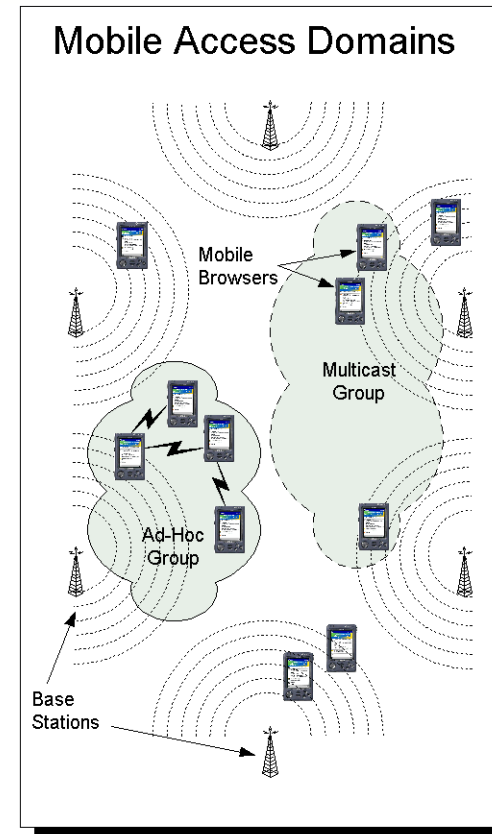 Mobile Access Domains
Mobile
Browsers
Multicast
Group
Ad-Hoc
Group
Base
Stations